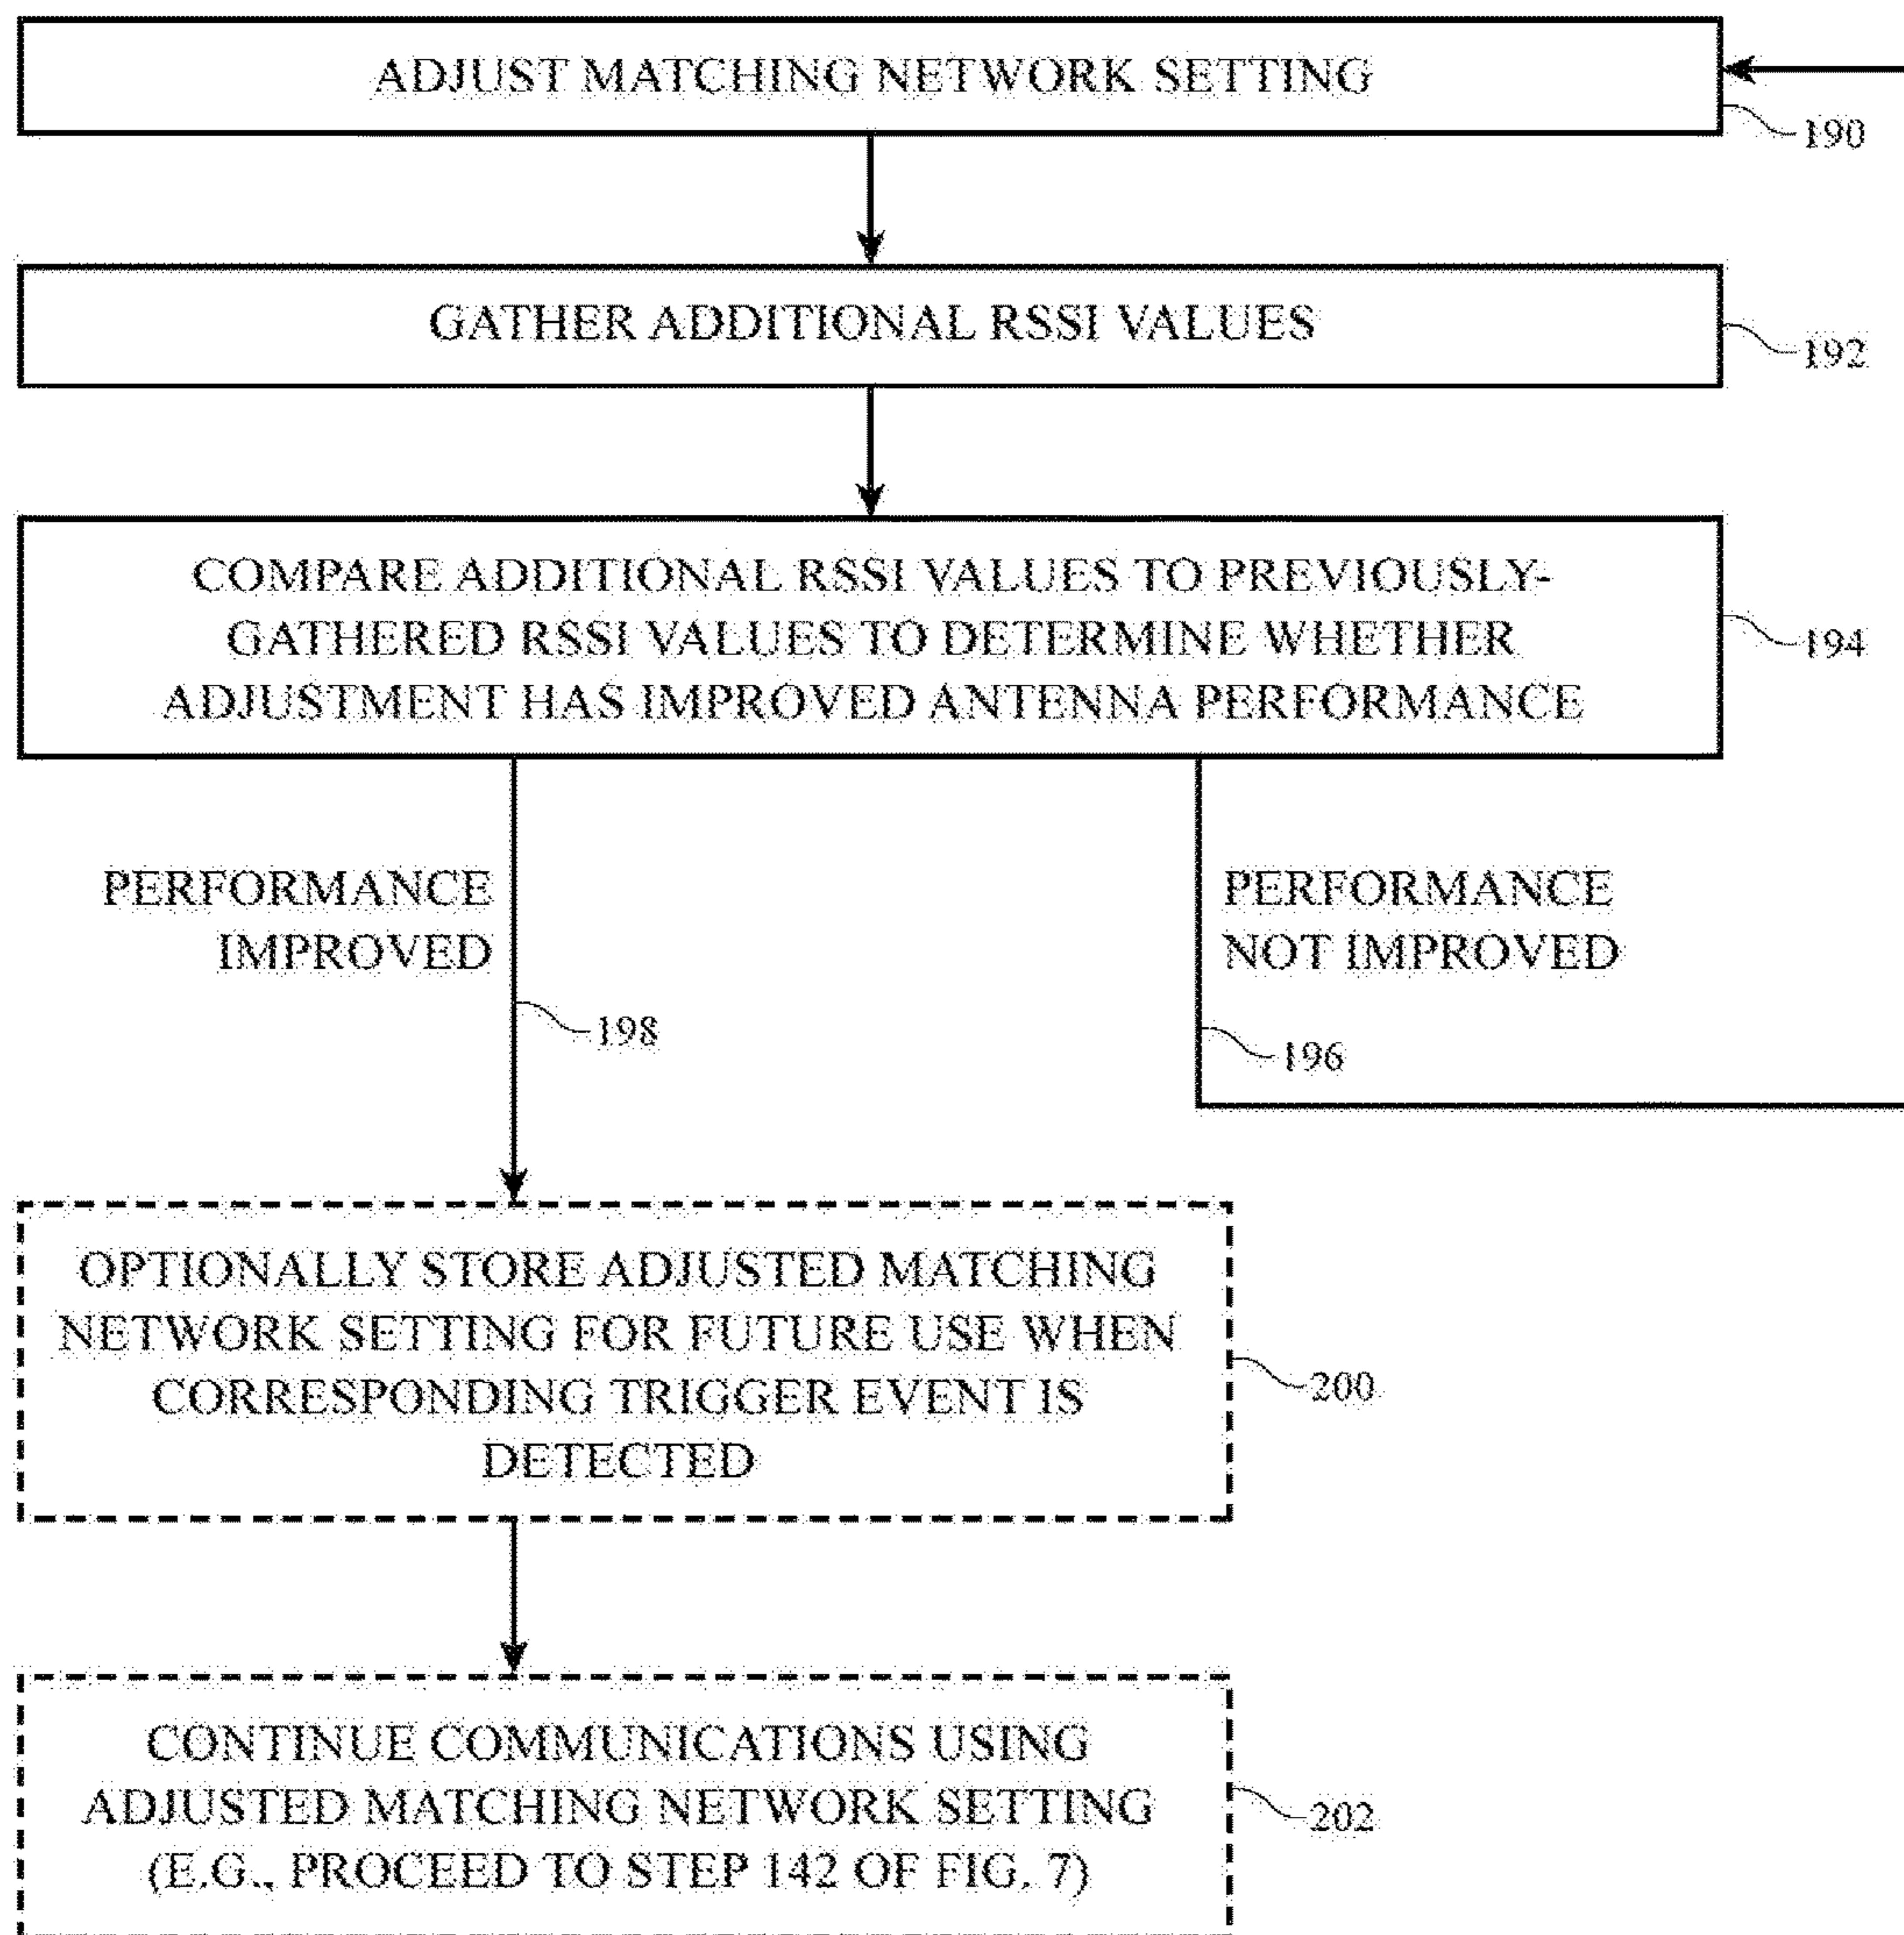 ADJUST MATCHING NETWORK SETTING
190
GATHER ADDITIONAL RSSI VALUES
192
COMPARE ADDITIONAL RSSI VALUES TO PREVIOUSLY-
GATHERED RSSI VALUES TO DETERMINE WHETHER
ADJUSTMENT HAS IMPROVED ANTENNA PERFORMANCE
194
PERFORMANCE
IMPROVED
198
PERFORMANCE
NOT IMPROVED
196
OPTIONALLY STORE ADJUSTED MATCHING
NETWORK SETTING FOR FUTURE USE WHEN
CORRESPONDING TRIGGER EVENT IS
DETECTED
200
CONTINUE COMMUNICATIONS USING
ADJUSTED MATCHING NETWORK SETTING
(E.G., PROCEED TO STEP 142 OF FIG. 7)
202